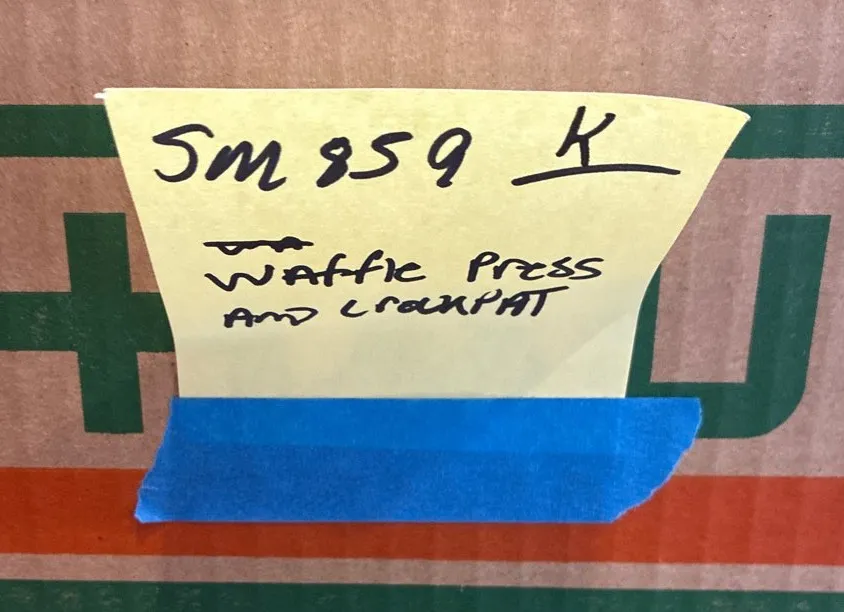 SM 859 K
WAffle Press
AND CrockPAT